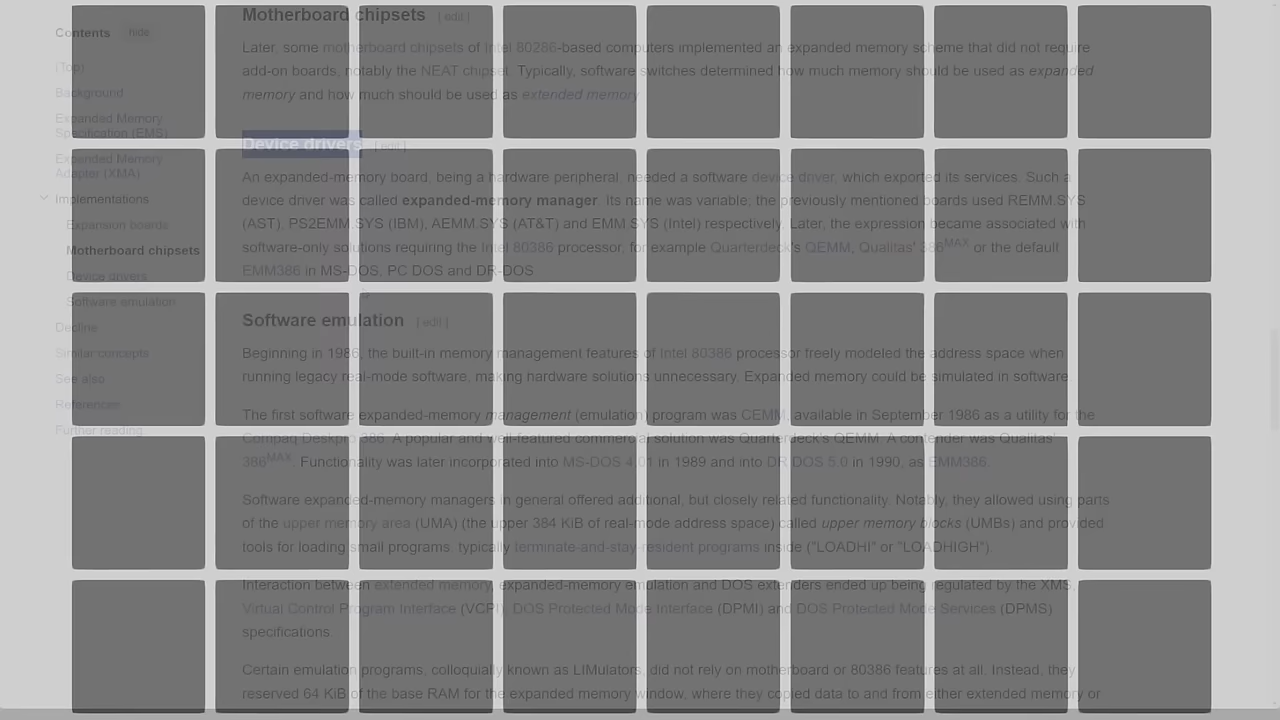 Contents hide
(Top)
Background
Expanded Memory
Specification (EMS)
Expanded Memory
Adapter (XMA)
Implementations
Expansion boards
Motherboard chipsets
Device drivers
Software emulation
Decline
Similar concepts
See also
References
Further reading
Motherboard chipsets [ edit ]
Later, some motherboard chipsets of Intel 80286-based computers implemented an expanded memory scheme that did not require
add-on boards, notably the NEAT chipset. Typically, software switches determined how much memory should be used as expanded
memory and how much should be used as extended memory.
Device drivers [ edit ]
An expanded-memory board, being a hardware peripheral, needed a software device driver, which exported its services. Such a
device driver was called expanded-memory manager. Its name was variable; the previously mentioned boards used REMM.SYS
(AST), PS2EMM.SYS (IBM), AEMM.SYS (AT&T) and EMM.SYS (Intel) respectively. Later, the expression became associated with
software-only solutions requiring the Intel 80386 processor, for example Quarterdeck's QEMM, Qualitas' 386MAX or the default
EMM386 in MS-DOS, PC DOS and DR-DOS.
Software emulation [ edit ]
Beginning in 1986, the built-in memory management features of Intel 80386 processor freely modeled the address space when
running legacy real-mode software, making hardware solutions unnecessary. Expanded memory could be simulated in software.
The first software expanded-memory management (emulation) program was CEMM, available in September 1986 as a utility for the
Compaq Deskpro 386. A popular and well-featured commercial solution was Quarterdeck's QEMM. A contender was Qualitas'
386MAX. Functionality was later incorporated into MS-DOS 4.01 in 1989 and into DR DOS 5.0 in 1990, as EMM386.
Software expanded-memory managers in general offered additional, but closely related functionality. Notably, they allowed using parts
of the upper memory area (UMA) (the upper 384 KiB of real-mode address space) called upper memory blocks (UMBs) and provided
tools for loading small programs, typically terminate-and-stay-resident programs inside ("LOADHI" or "LOADHIGH").
Interaction between extended memory, expanded-memory emulation and DOS extenders ended up being regulated by the XMS,
Virtual Control Program Interface (VCPI), DOS Protected Mode Interface (DPMI) and DOS Protected Mode Services (DPMS)
specifications.
Certain emulation programs, colloquially known as LIMulators, did not rely on motherboard or 80386 features at all. Instead, they
reserved 64 KiB of the base RAM for the expanded memory window, where they copied data to and from either extended memory or